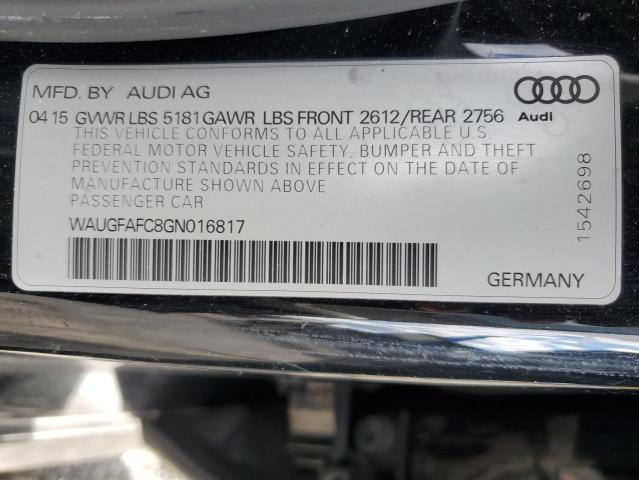 MFD. BY AUDI AG
04 15 GVWR LBS 5181 GAWR LBS FRONT 2612/REAR 2756
Audi
THIS VEHICLE CONFORMS TO ALL APPLICABLE U.S.
FEDERAL MOTOR VEHICLE SAFETY, BUMPER AND THEFT
PREVENTION STANDARDS IN EFFECT ON THE DATE OF
MANUFACTURE SHOWN ABOVE
PASSENGER CAR
WAUGFAFC8GN016817
1542698
GERMANY